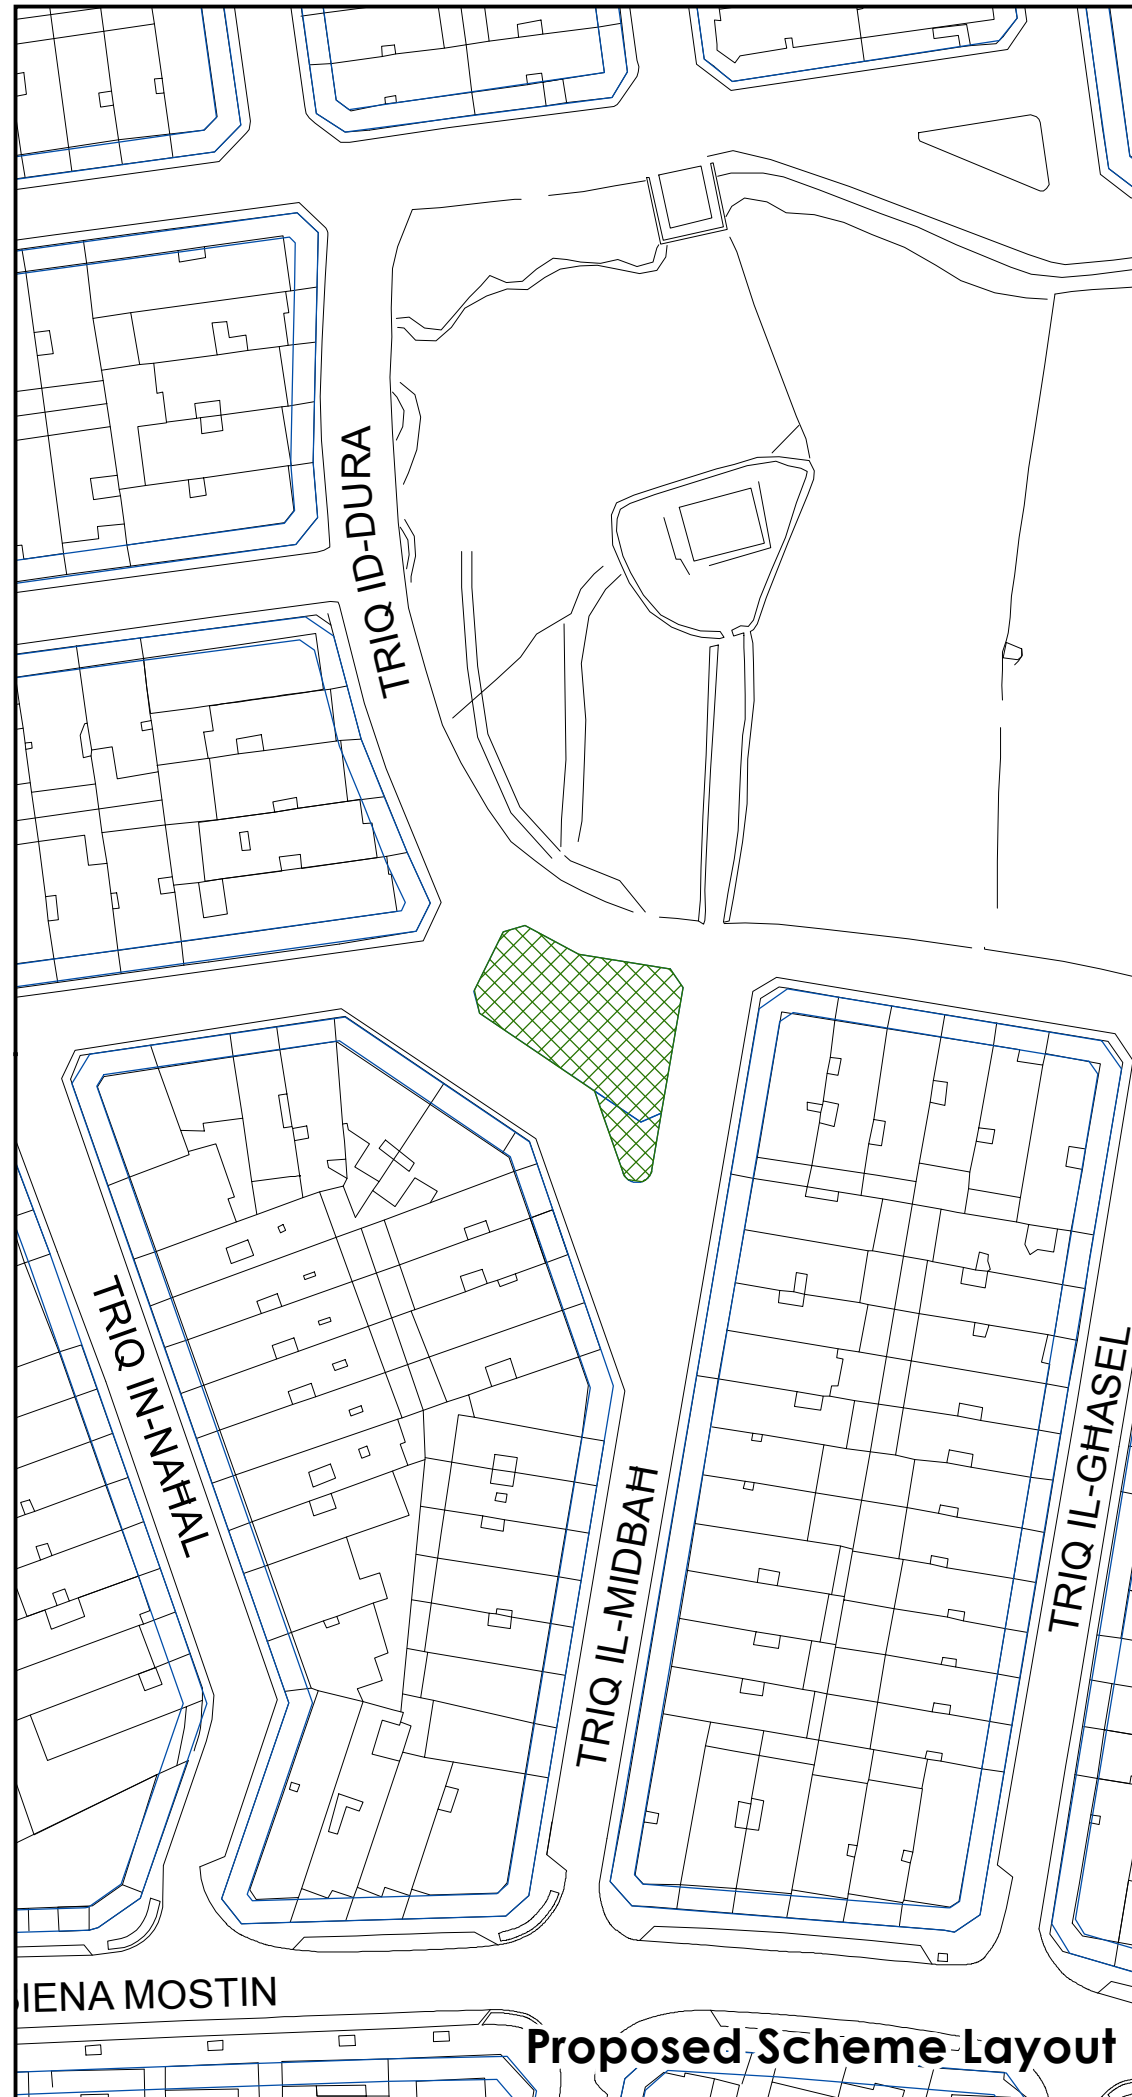 TRIQ ID-DURA
TRIQ IN-NAĦAL
TRIQ IL-MIDBAĦ
TRIQ IL-GĦASEL
IENA MOSTIN
Proposed Scheme Layout